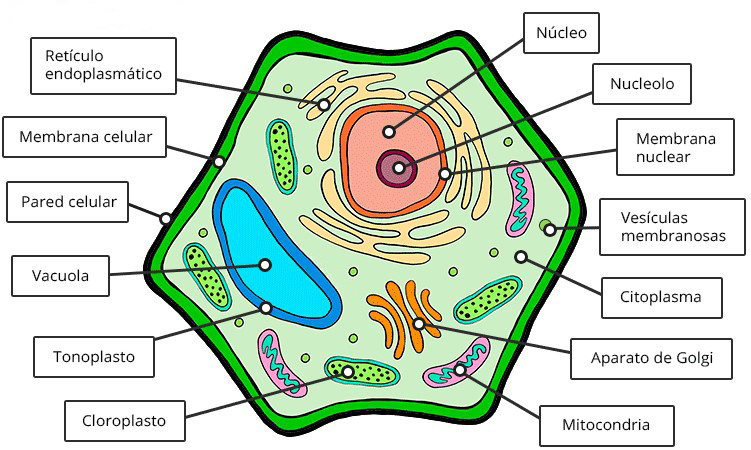 Núcleo
Retículo
endoplasmático
Nucleolo
Membrana celular
Membrana
nuclear
Pared celular
Vesículas
membranosas
Vacuola
Citoplasma
Tonoplasto
Aparato de Golgi
Cloroplasto
Mitocondria